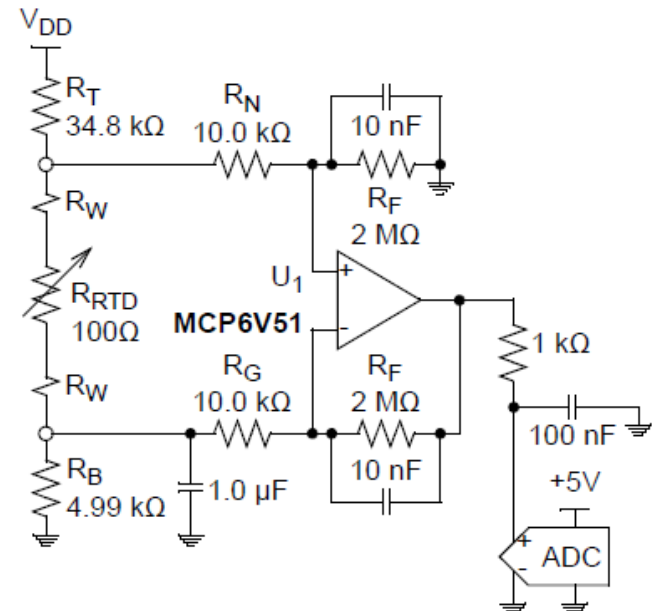 VDD
RT
34.8 kΩ
RN
10.0 kΩ
10 nF
RF
2 MΩ
RW
RRTD
100Ω
U1
+
-
MCP6V51
1 kΩ
RW
RG
10.0 kΩ
RF
2 MΩ
10 nF
100 nF
RB
4.99 kΩ
1.0 µF
+5V
+
-
ADC